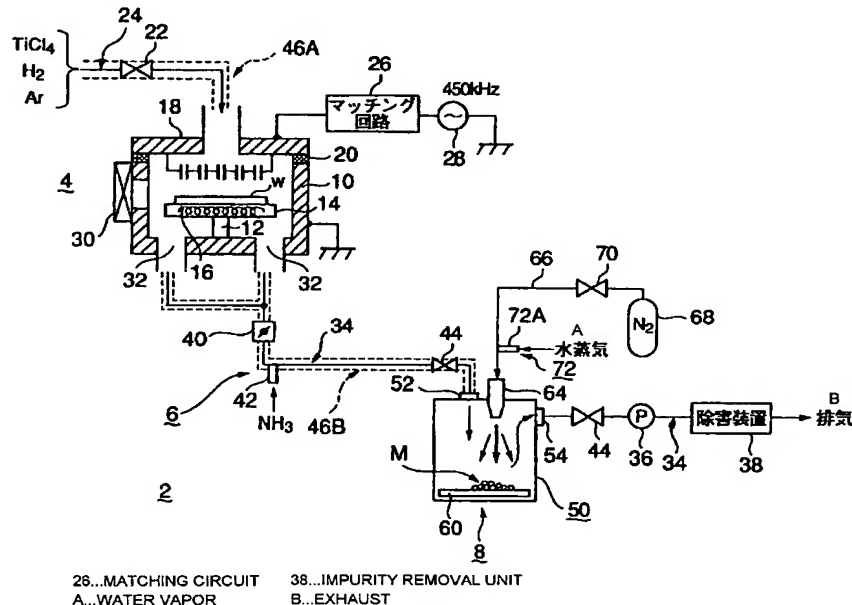 TiCl4
H2
Ar
24
22
46A
26
マッチング
回路
450kHz
28
18
20
W
10
4
14
12
30
16
32
32
66
70
N2
68
72A
A
水蒸気
72
40
34
44
52
64
6
42
NH3
46B
54
44
P
36
34
除害装置
38
B
排気
M
50
2
60
8
26...MATCHING CIRCUIT 38...IMPURITY REMOVAL UNIT
A...WATER VAPOR B...EXHAUST